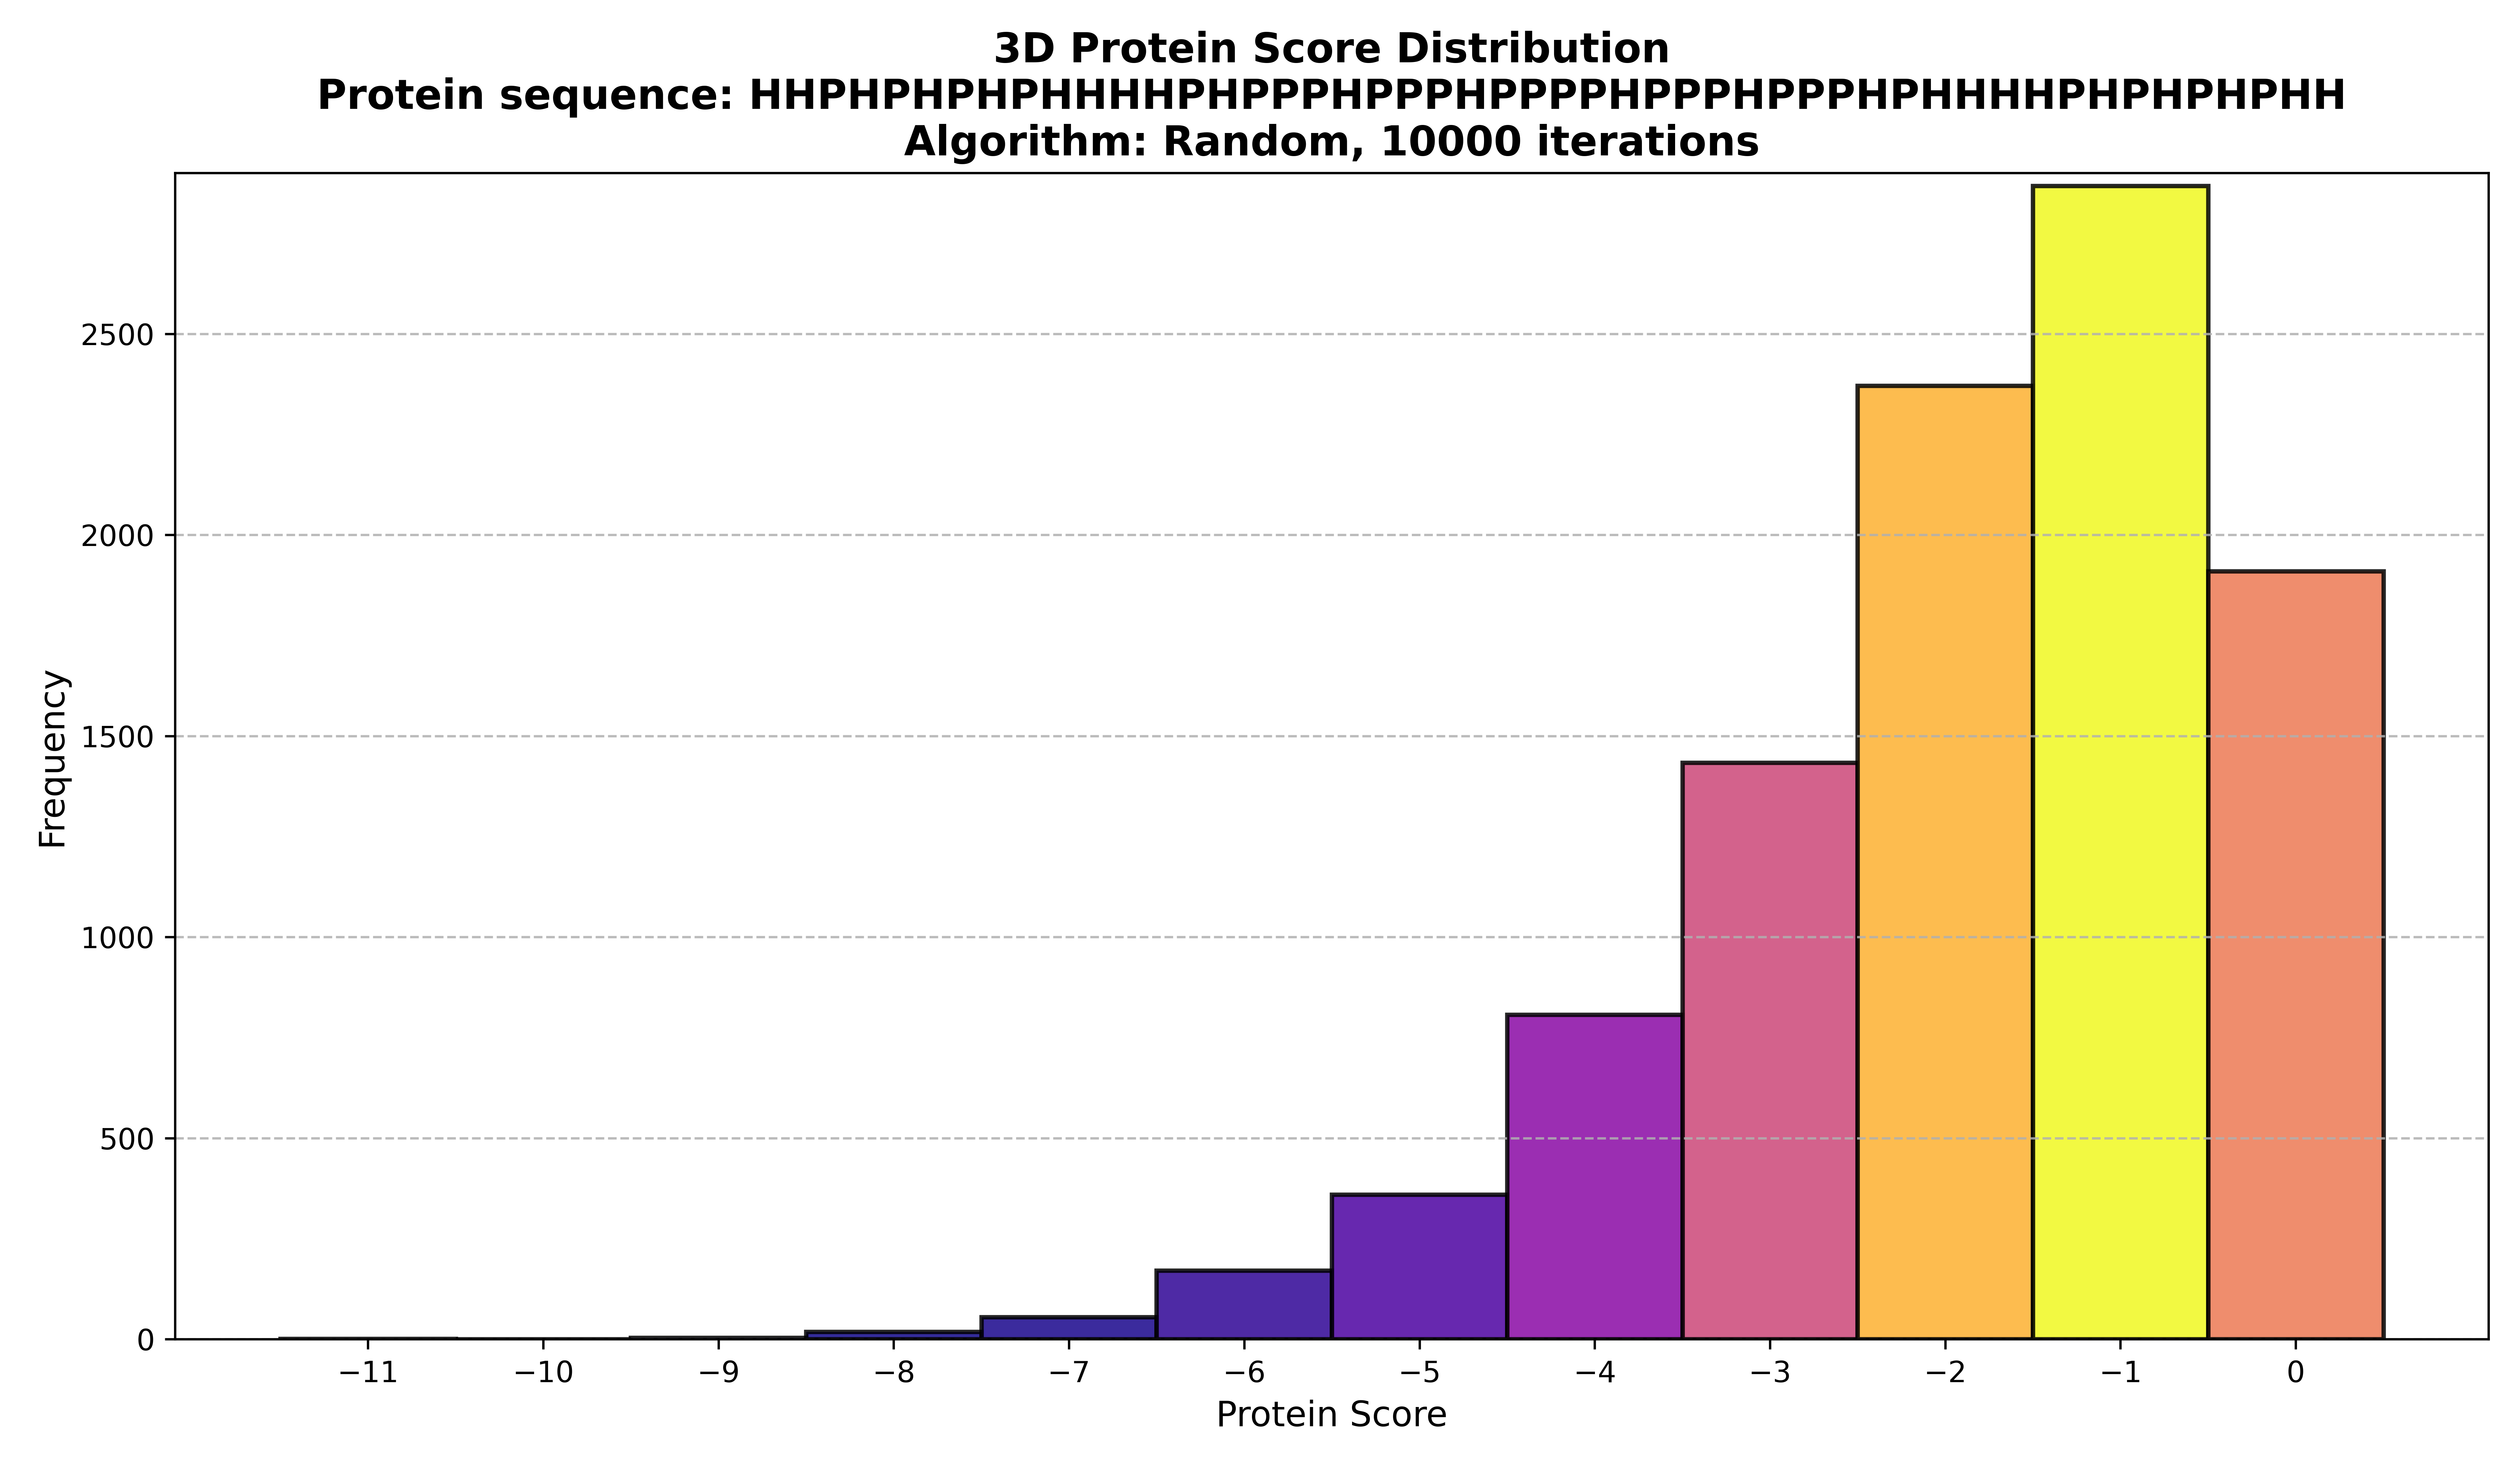 3D Protein Score Distribution
Protein sequence: HHPHPHPHPHHHHPHPPPHPPPHPPPPHPPPHPPPHPHHHHPHPHPHPHH
Algorithm: Random, 10000 iterations
2500
2000
1500
1000
500
0
Frequency
−11 −10 −9 −8 −7 −6 −5 −4 −3 −2 −1 0
Protein Score